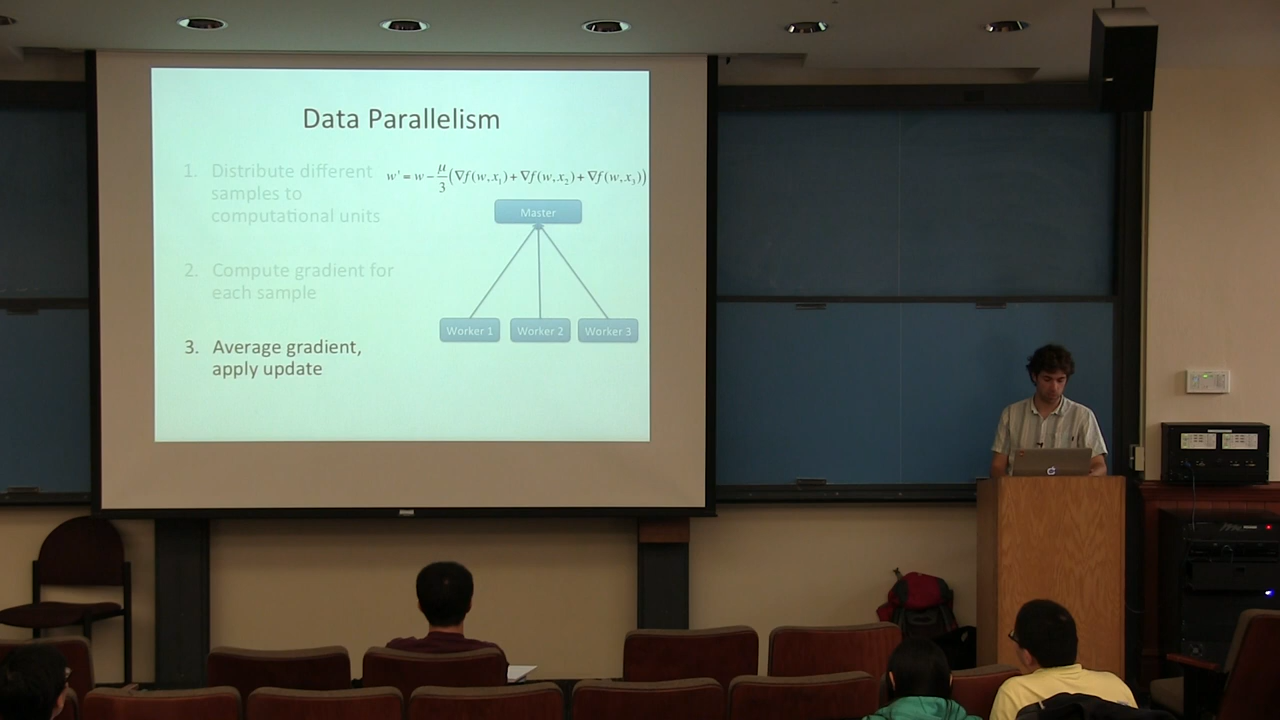 Data Parallelism
1. Distribute different
samples to
computational units
w' = w − μ/3 (∇f(w,x₁) + ∇f(w,x₂) + ∇f(w,x₃))
Master
2. Compute gradient for
each sample
Worker 1 Worker 2 Worker 3
3. Average gradient,
apply update